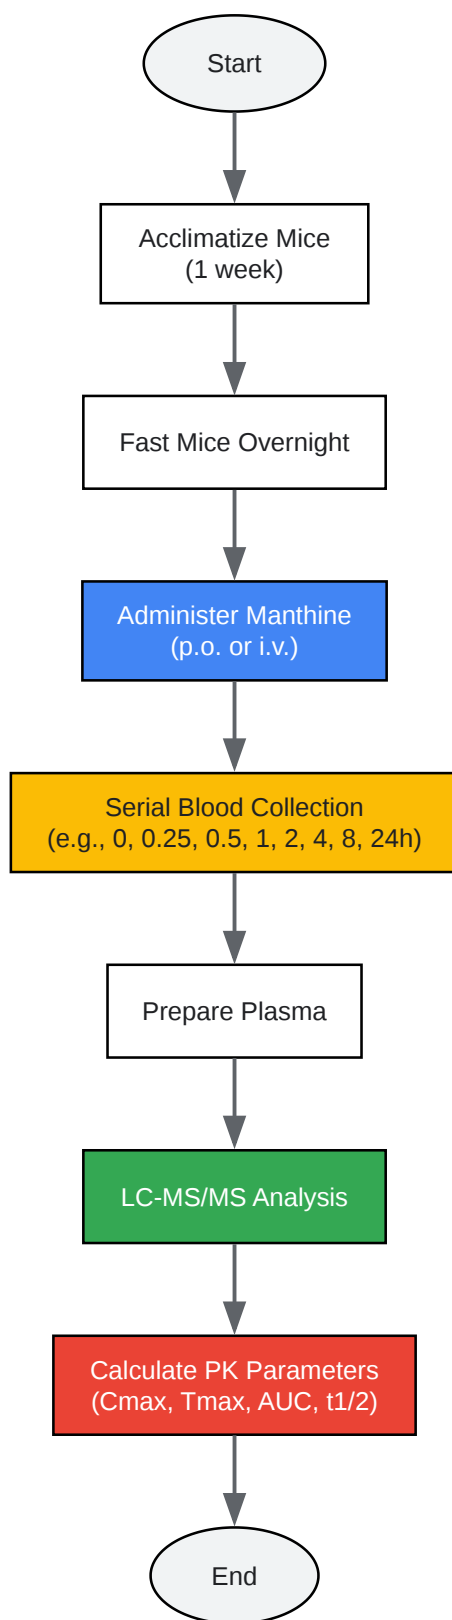 Start
Acclimatize Mice
(1 week)
Fast Mice Overnight
Administer Manthine
(p.o. or i.v.)
Serial Blood Collection
(e.g., 0, 0.25, 0.5, 1, 2, 4, 8, 24h)
Prepare Plasma
LC-MS/MS Analysis
Calculate PK Parameters
(Cmax, Tmax, AUC, t1/2)
End